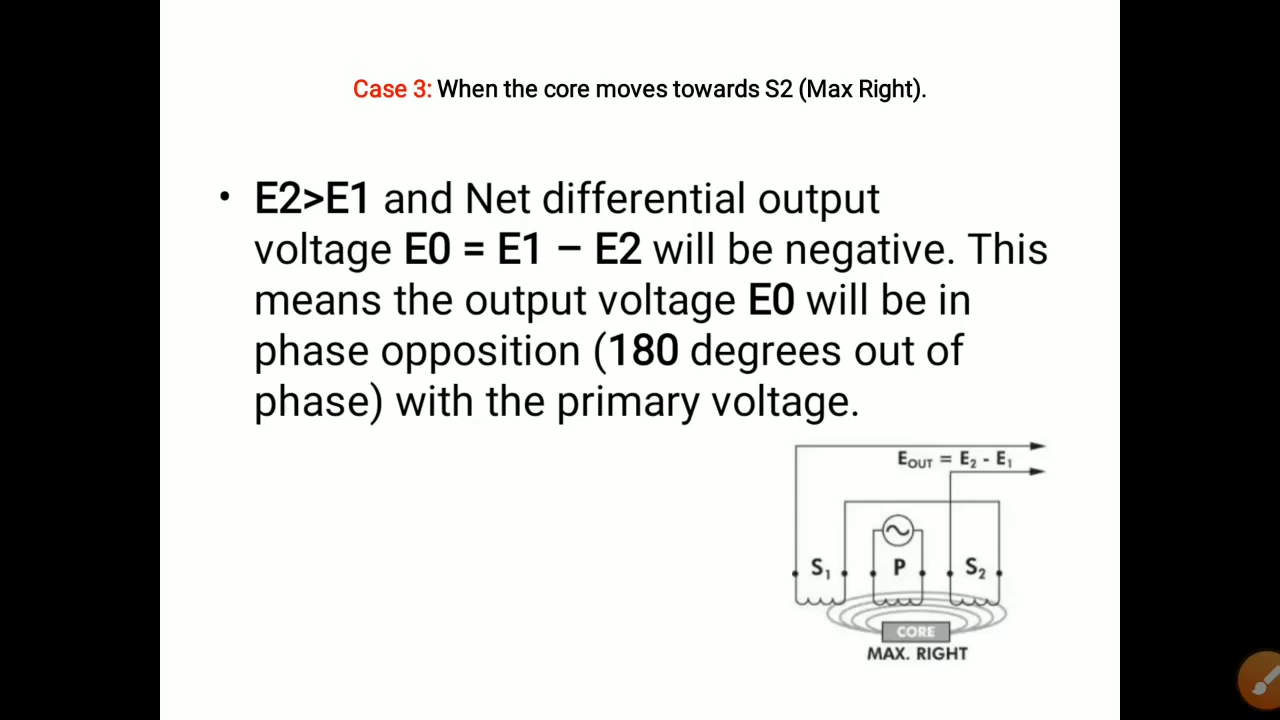 Case 3: When the core moves towards S2 (Max Right).
• E2>E1 and Net differential output
voltage E0 = E1 – E2 will be negative. This
means the output voltage E0 will be in
phase opposition (180 degrees out of
phase) with the primary voltage.
EOUT = E2 - E1
S1 P S2
CORE
MAX. RIGHT